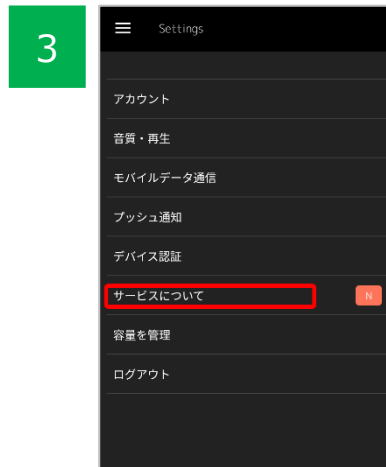 3
Settings
アカウント
音質・再生
モバイルデータ通信
プッシュ通知
デバイス認証
サービスについて
N
容量を管理
ログアウト